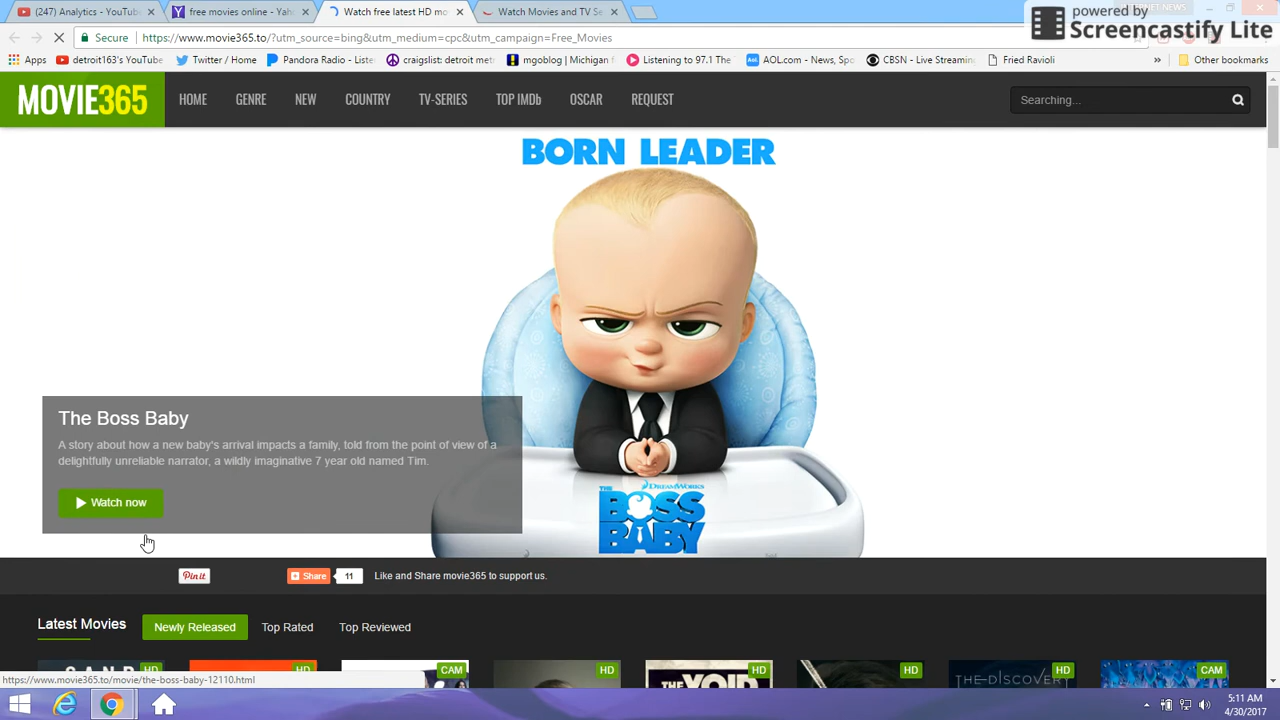 (247) Analytics - YouTub
free movies online - Yah
Watch free latest HD mo
Watch Movies and TV Se
powered by
Screencastify Lite
Secure
https://www.movie365.to/?utm_source
&utm_campaign=Free_Movies
Apps
detroit163's YouTube
Twitter / Home
Pandora Radio - Liste
craigslist: detroit met
mgoblog | Michigan f
Listening to 97.1 The
AOL.com - News, Spo
CBSN - Live Streamin
Fried Ravioli
Other bookmarks
MOVIE365
HOME
GENRE
NEW
COUNTRY
TV-SERIES
TOP IMDb
OSCAR
REQUEST
Searching...
BORN LEADER
The Boss Baby
A story about how a new baby's arrival impacts a family, told from the point of view of a
delightfully unreliable narrator, a wildly imaginative 7 year old named Tim.
Watch now
DREAMWORKS
THE
BOSS
BABY
Pin it
Share
11
Like and Share movie365 to support us.
Latest Movies
Newly Released
Top Rated
Top Reviewed
HD
HD
CAM
HD
HD
HD
HD
CAM
THE VOID
THE DISCOVERY
https://www.movie365.to/movie/the-boss-baby-12110.html
5:11 AM
4/30/2017